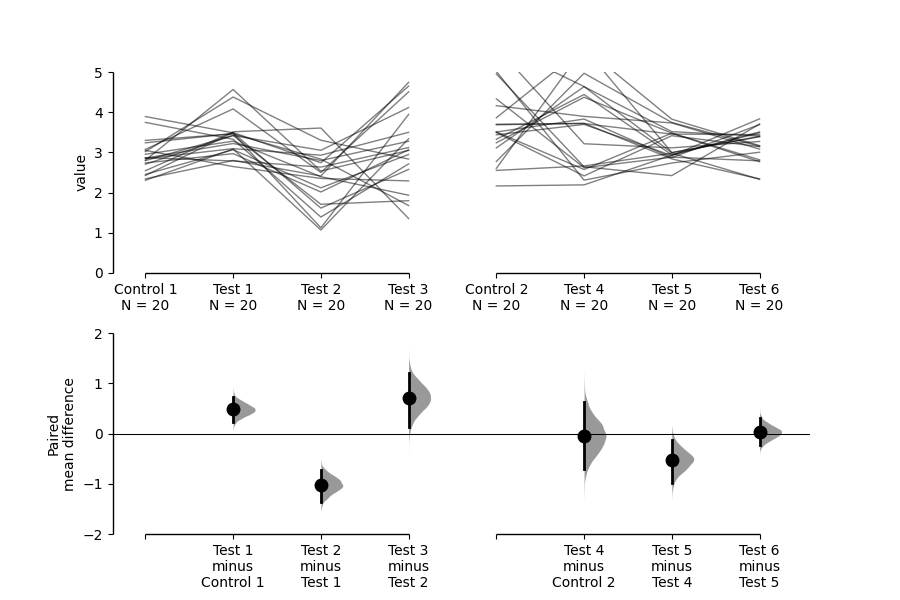 5
4
3
2
1
0
value
Control 1
N = 20
Test 1
N = 20
Test 2
N = 20
Test 3
N = 20
Control 2
N = 20
Test 4
N = 20
Test 5
N = 20
Test 6
N = 20
2
1
0
−1
−2
Paired
mean difference
Test 1
minus
Control 1
Test 2
minus
Test 1
Test 3
minus
Test 2
Test 4
minus
Control 2
Test 5
minus
Test 4
Test 6
minus
Test 5